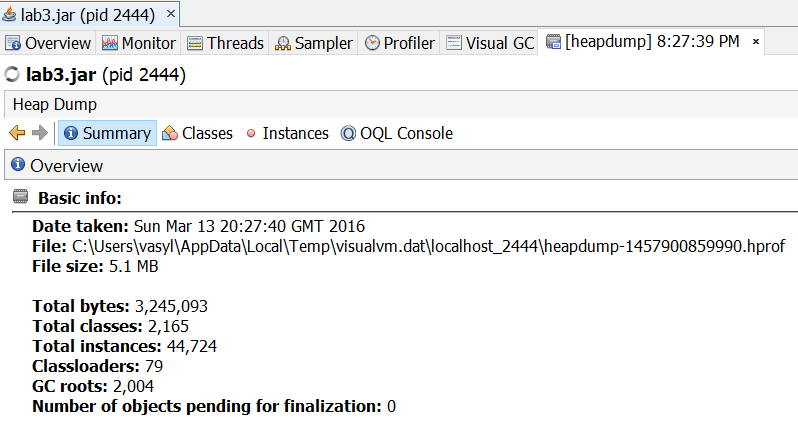 lab3.jar (pid 2444) ×
Overview Monitor Threads Sampler Profiler Visual GC [heapdump] 8:27:39 PM ×
lab3.jar (pid 2444)
Heap Dump
Summary Classes Instances OQL Console
Overview
Basic info:
Date taken: Sun Mar 13 20:27:40 GMT 2016
File: C:\Users\vasyl\AppData\Local\Temp\visualvm.dat\localhost_2444\heapdump-1457900859990.hprof
File size: 5.1 MB
Total bytes: 3,245,093
Total classes: 2,165
Total instances: 44,724
Classloaders: 79
GC roots: 2,004
Number of objects pending for finalization: 0